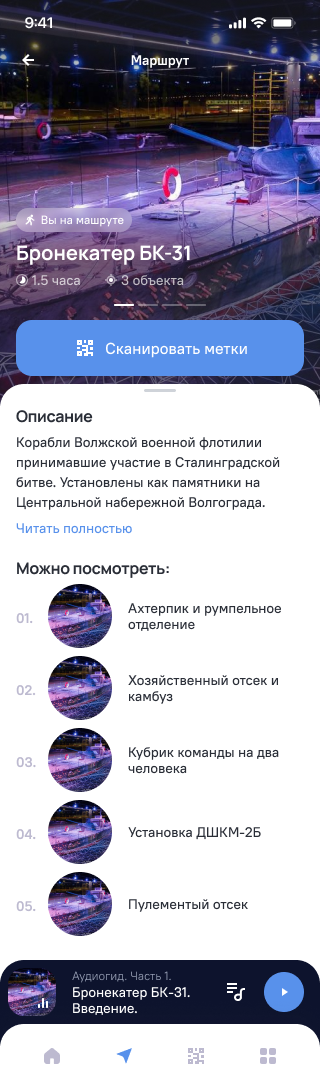 9:41
Маршрут
Вы на машруте
Бронекатер БК-31
1.5 часа
3 объекта
Сканировать метки
Описание
Корабли Волжской военной флотилии
принимавшие участие в Сталинградской
битве. Установлены как памятники на
Центральной набережной Волгограда.
Читать полностью
Можно посмотреть:
01.
Ахтерпик и румпельное
отделение
02.
Хозяйственный отсек и
камбуз
03.
Кубрик команды на два
человека
04.
Установка ДШКМ-2Б
05.
Пулементый отсек
Аудиогид. Часть 1.
Бронекатер БК-31.
Введение.